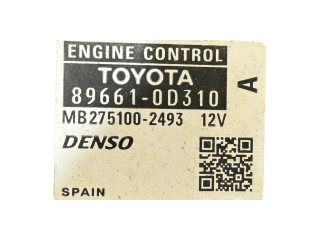 ENGINE CONTROL
TOYOTA
89661-0D310
A
MB275100-2493 12V
DENSO
SPAIN